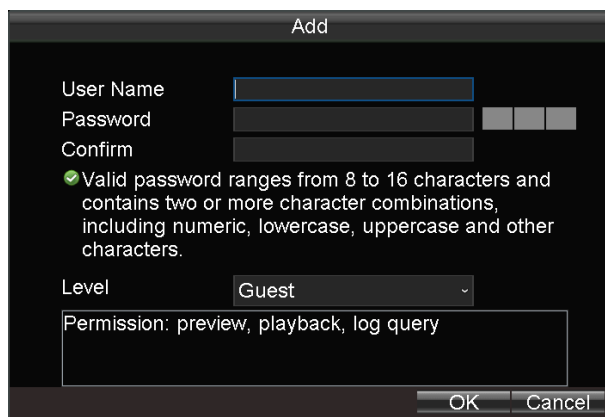 Add
User Name
Password
Confirm
Valid password ranges from 8 to 16 characters and
contains two or more character combinations,
including numeric, lowercase, uppercase and other
characters.
Level Guest
Permission: preview, playback, log query
OK Cancel